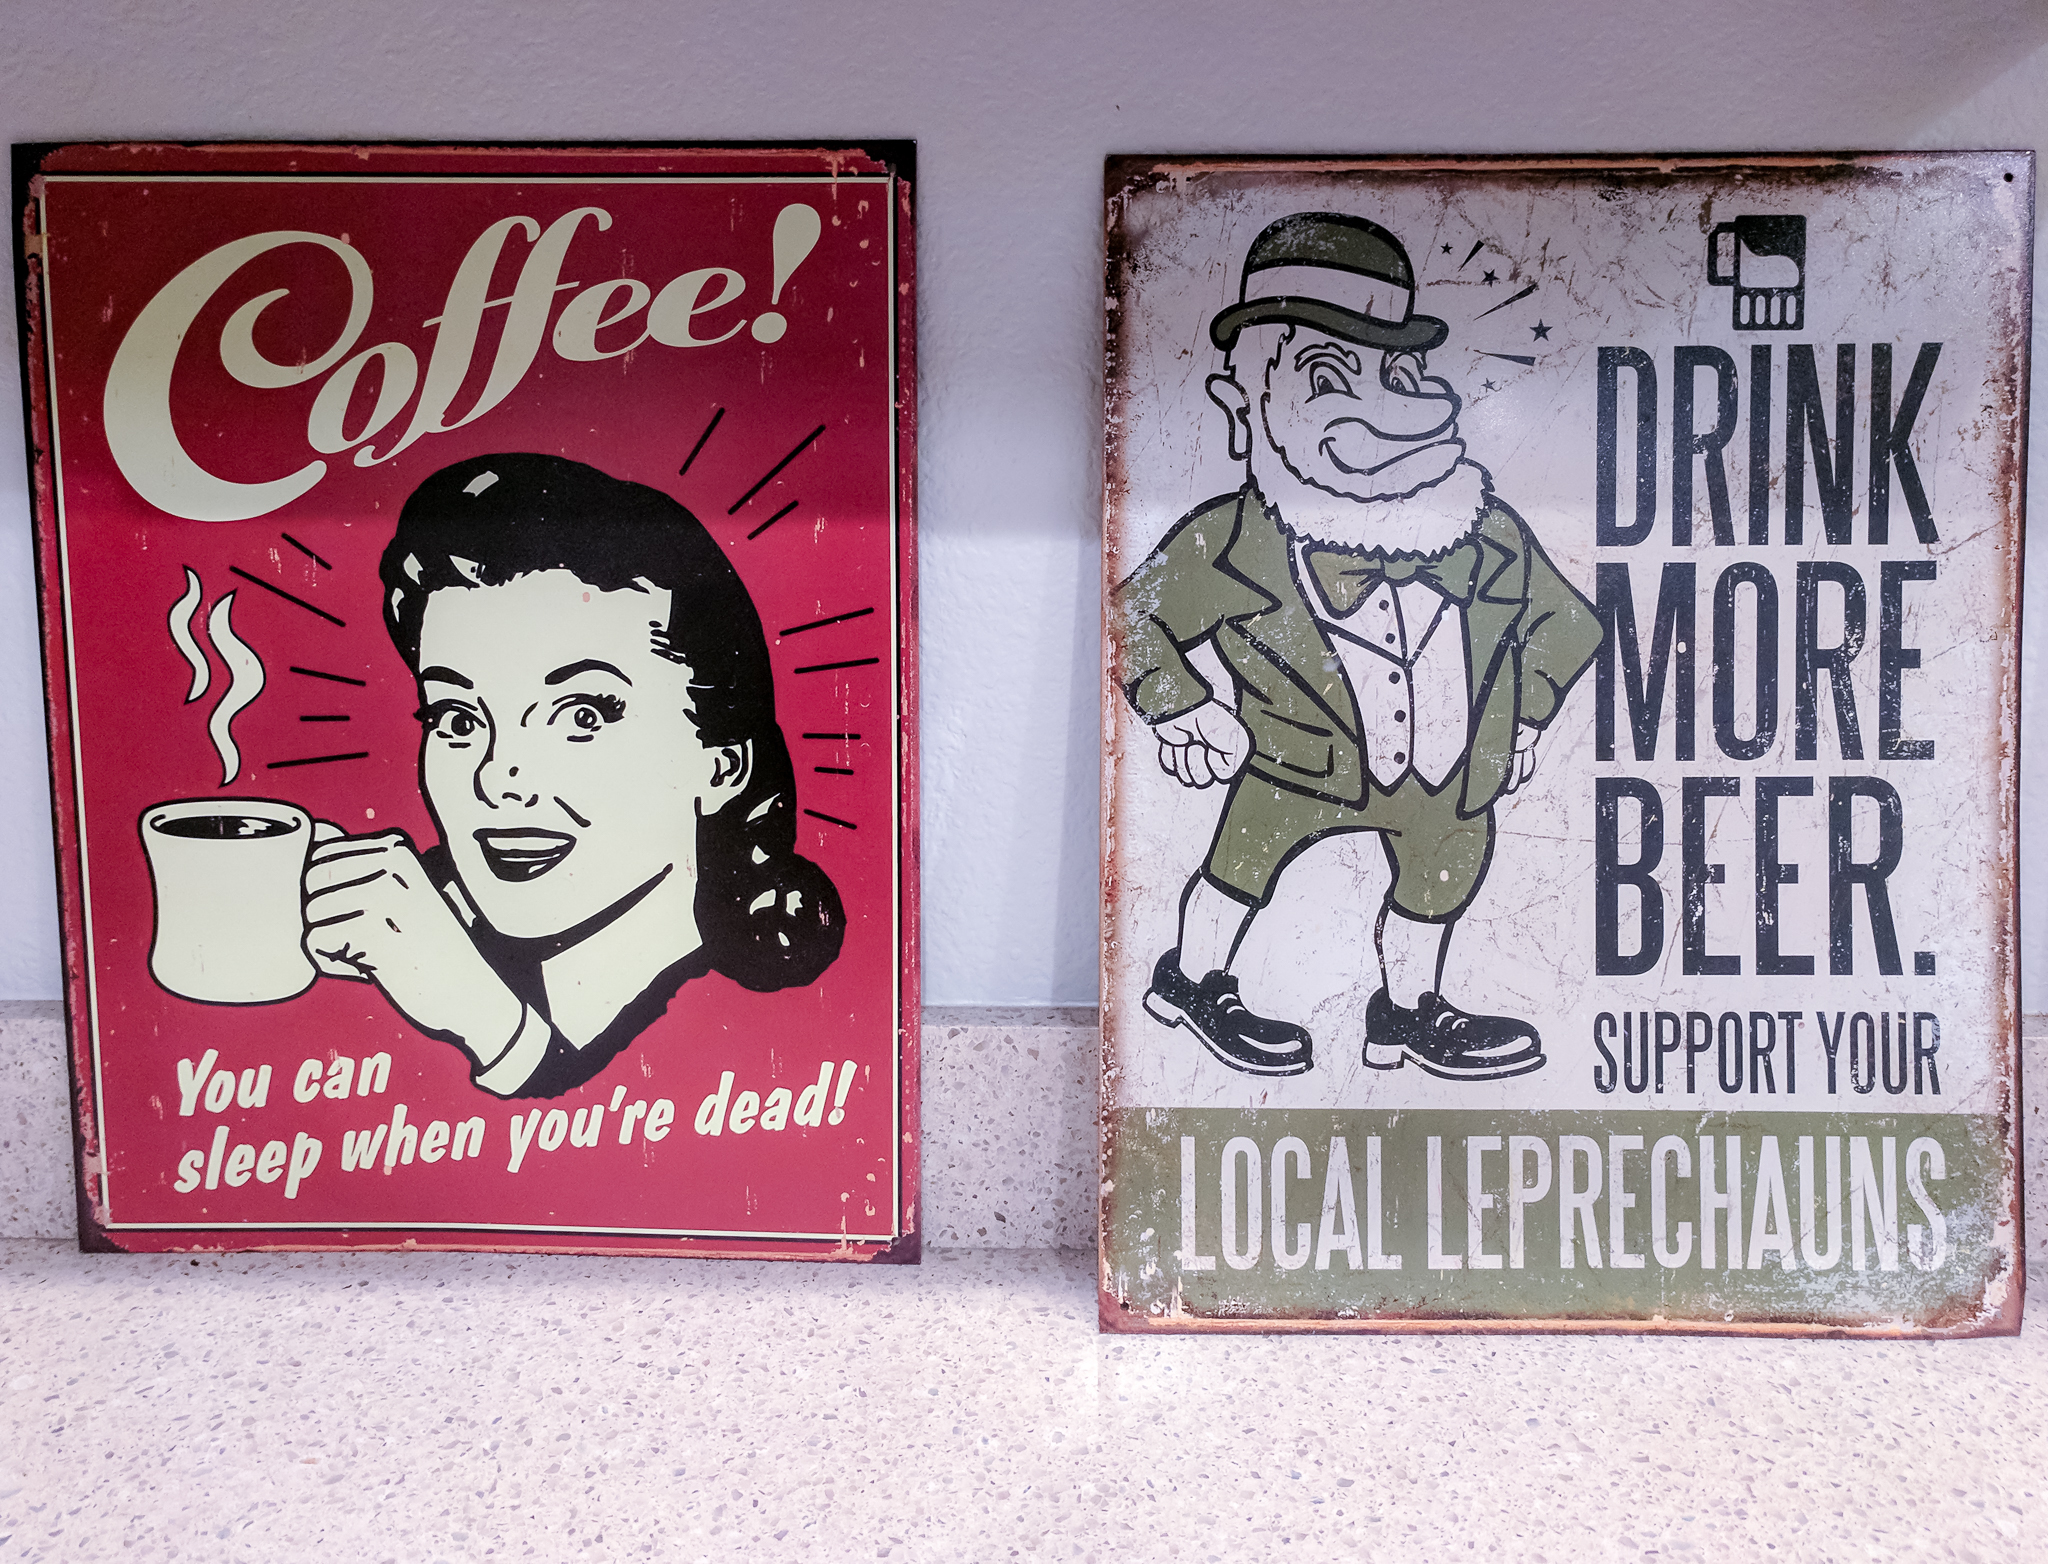 Coffee!
You can
sleep when you're dead!
DRINK
MORE
BEER.
SUPPORT YOUR
LOCAL LEPRECHAUNS